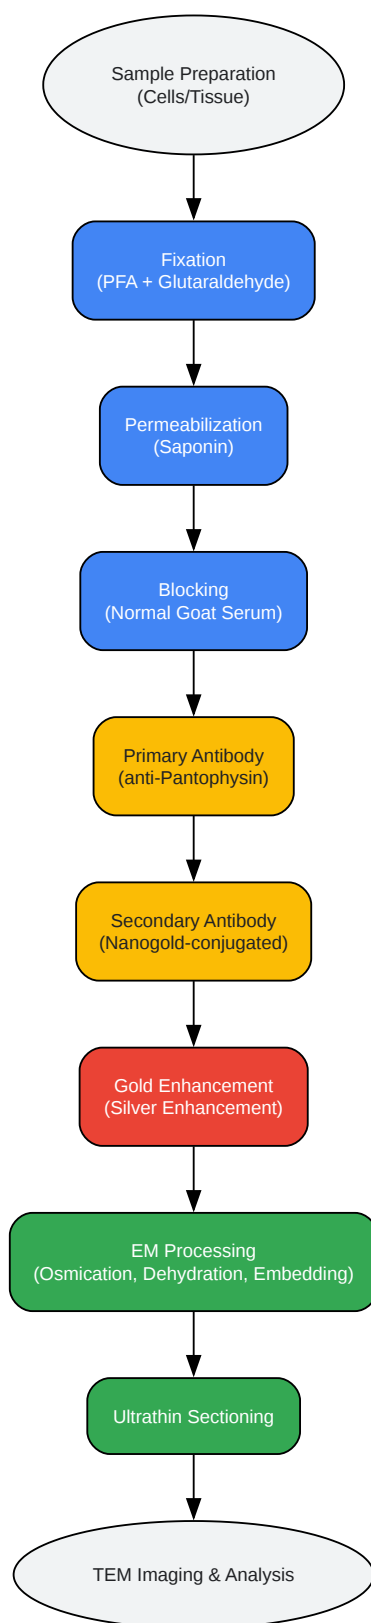 Sample Preparation
(Cells/Tissue)
Fixation
(PFA + Glutaraldehyde)
Permeabilization
(Saponin)
Blocking
(Normal Goat Serum)
Primary Antibody
(anti-Pantophysin)
Secondary Antibody
(Nanogold-conjugated)
Gold Enhancement
(Silver Enhancement)
EM Processing
(Osmication, Dehydration, Embedding)
Ultrathin Sectioning
TEM Imaging & Analysis